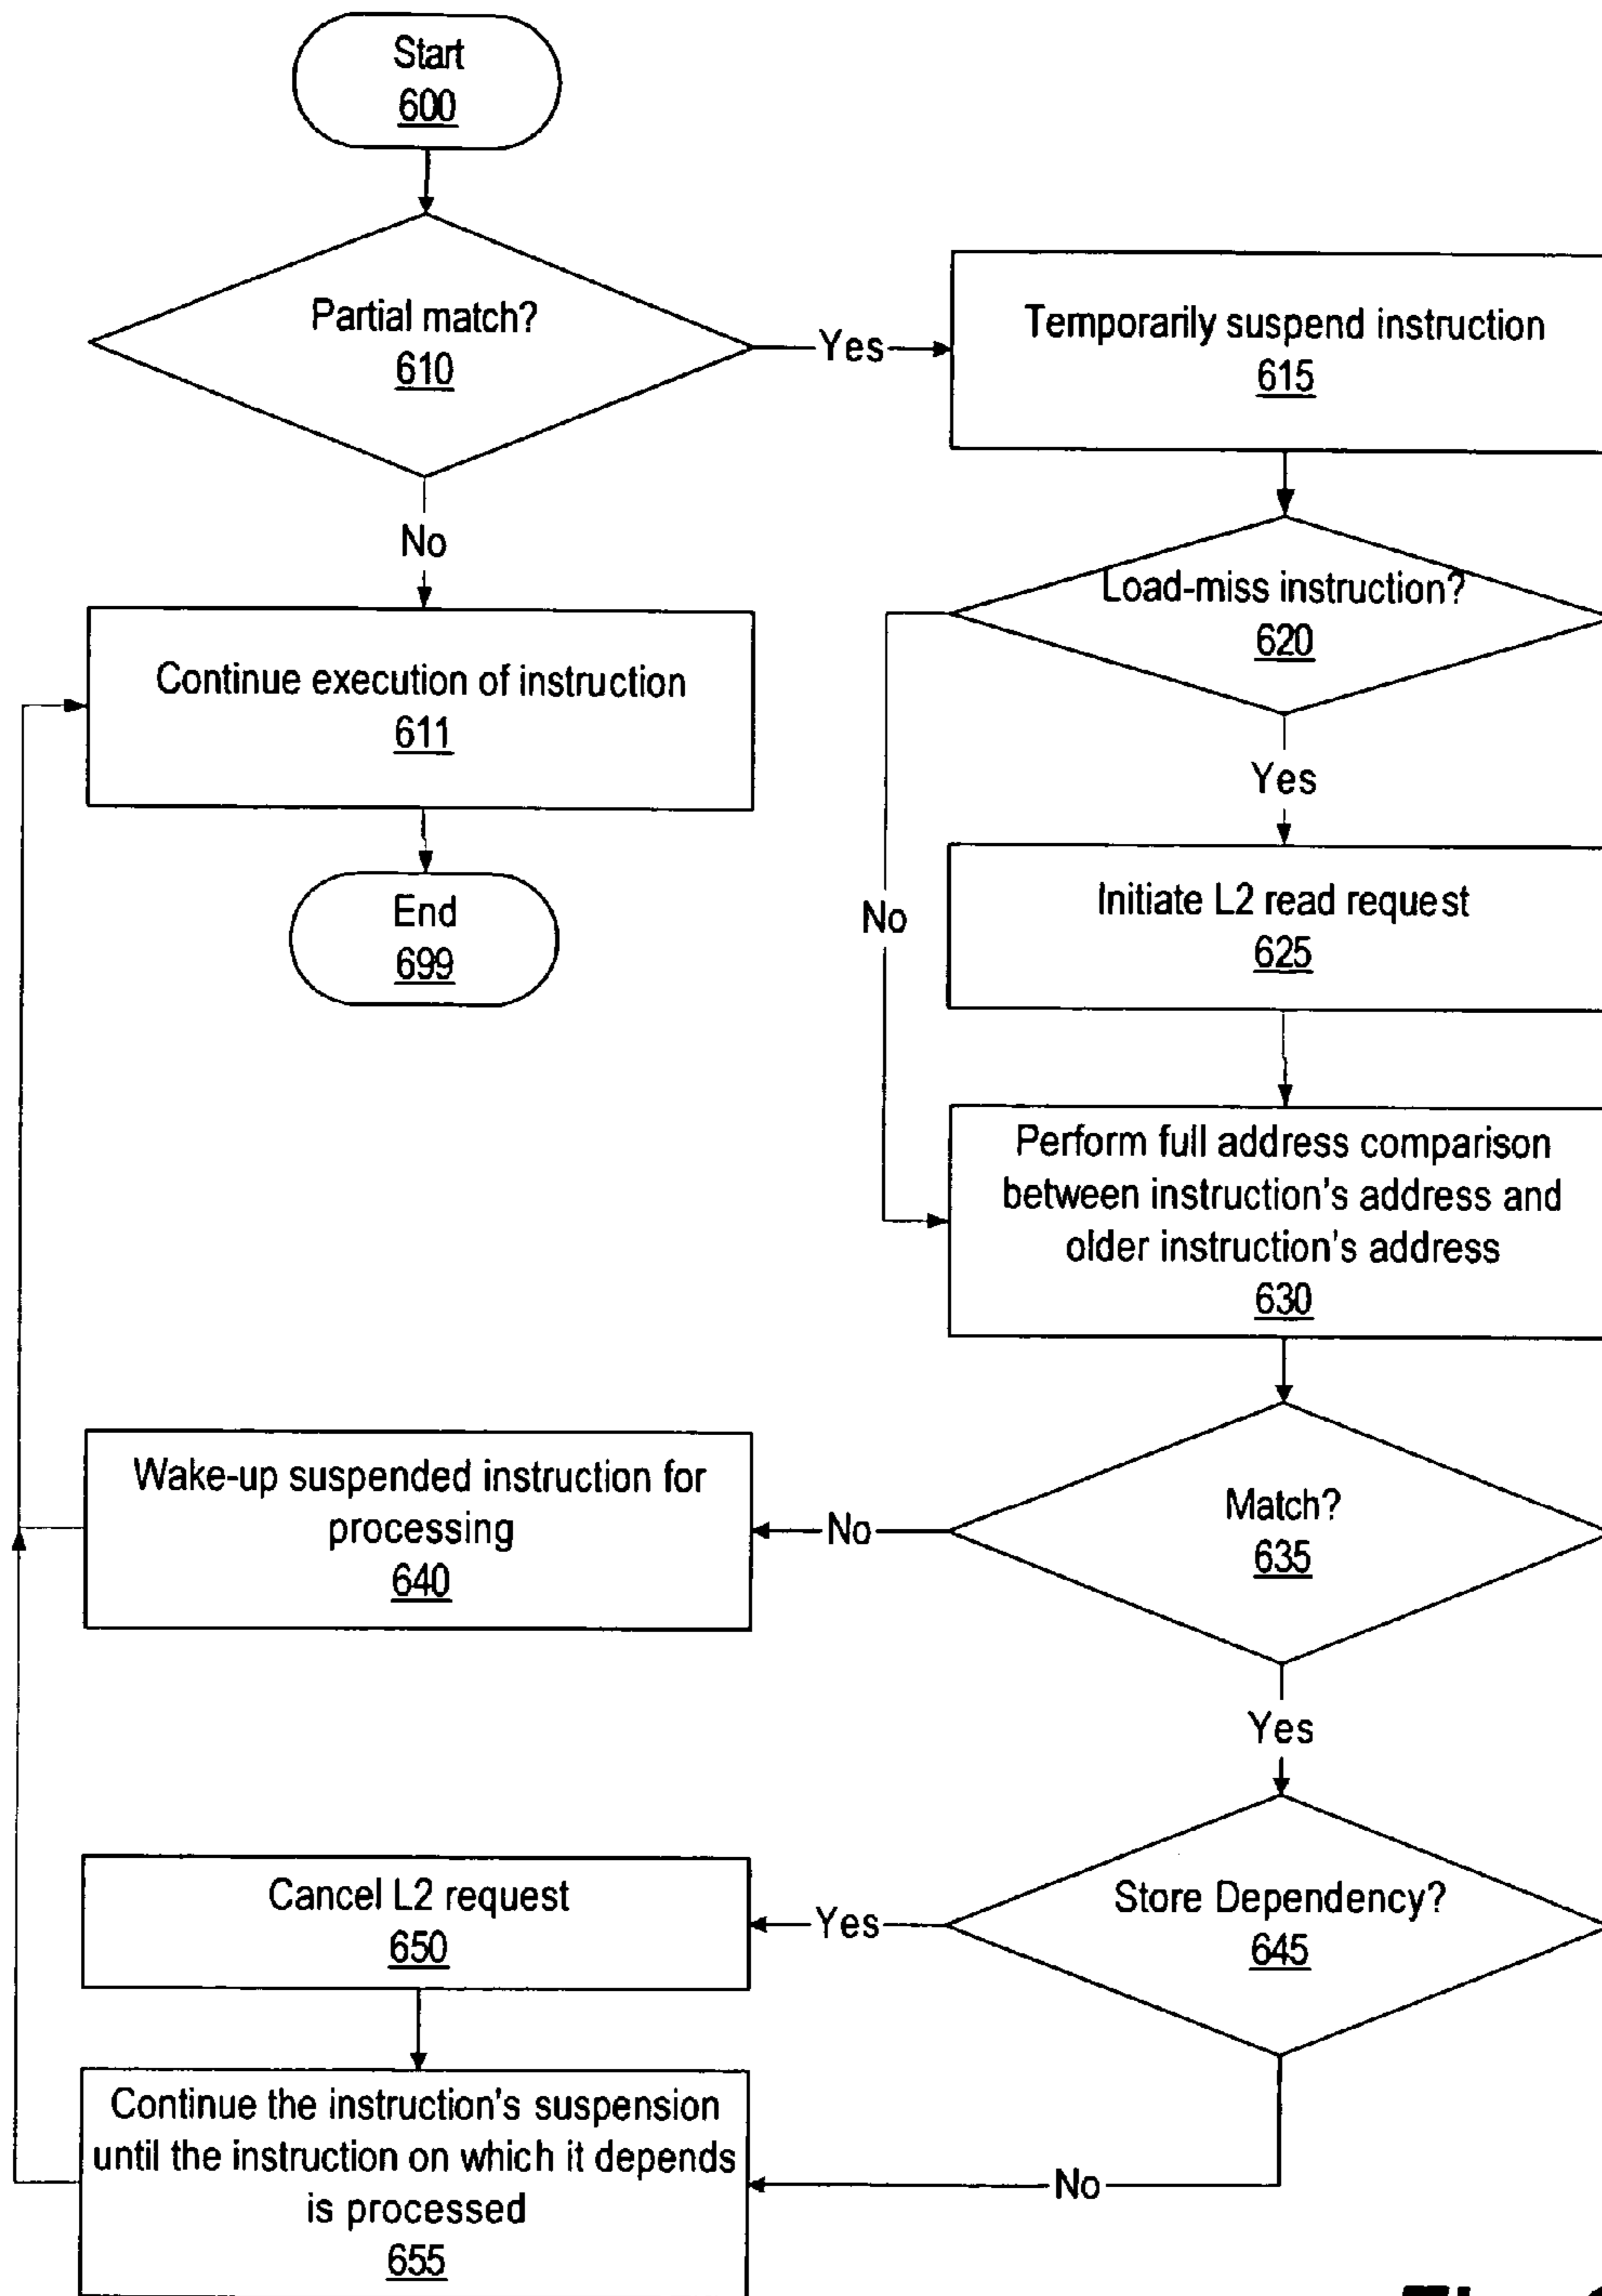 Start
600
Partial match?
610
Yes
Temporarily suspend instruction
615
No
Load-miss instruction?
620
Continue execution of instruction
611
Yes
No
Initiate L2 read request
625
End
699
Perform full address comparison
between instruction's address and
older instruction's address
630
Wake-up suspended instruction for
processing
640
No
Match?
635
Yes
Cancel L2 request
650
Yes
Store Dependency?
645
Continue the instruction's suspension
until the instruction on which it depends
is processed
655
No